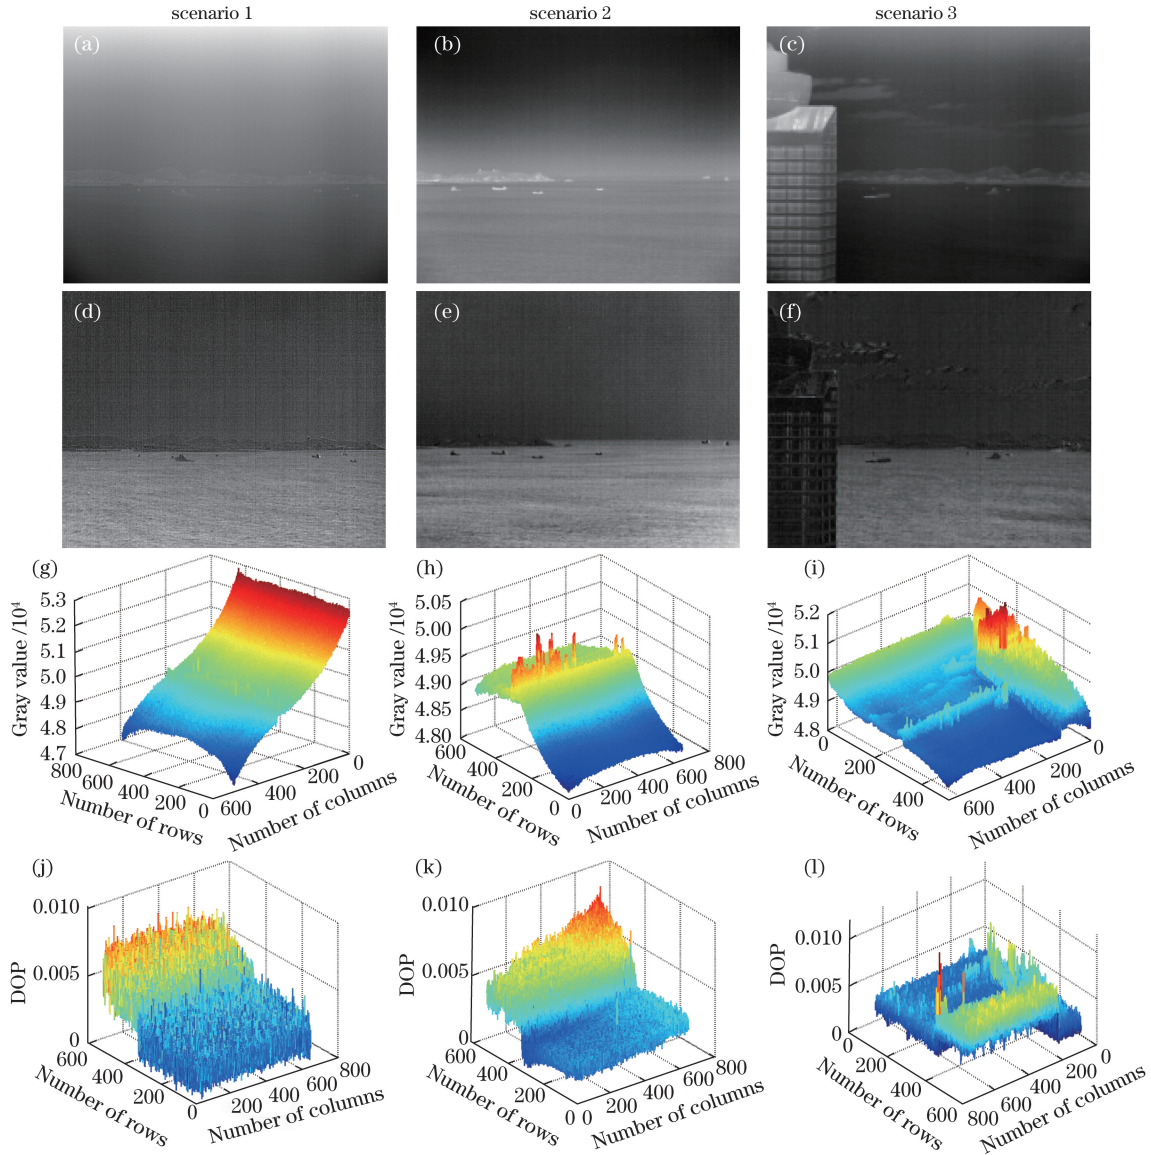 scenario 1
scenario 2
scenario 3
(a)
(b)
(c)
(d)
(e)
(f)
(g)
Gray value /10⁴
5.3
5.2
5.1
5.0
4.9
4.8
4.7
800
600
400
200
0
Number of rows
600
400
200
0
Number of columns
(h)
Gray value /10⁴
5.05
5.00
4.95
4.90
4.85
4.80
600
400
200
0
Number of rows
0
200
400
600
800
Number of columns
(i)
Gray value /10⁴
5.2
5.1
5.0
4.9
4.8
0
200
400
Number of rows
600
400
200
0
Number of columns
(j)
DOP
0.010
0.005
0
600
400
200
0
Number of rows
200
400
600
800
Number of columns
(k)
DOP
0.010
0.005
0
600
400
200
0
Number of rows
0
200
400
600
800
Number of columns
(l)
DOP
0.010
0.005
0
0
200
400
600
Number of rows
800
600
400
200
0
Number of columns